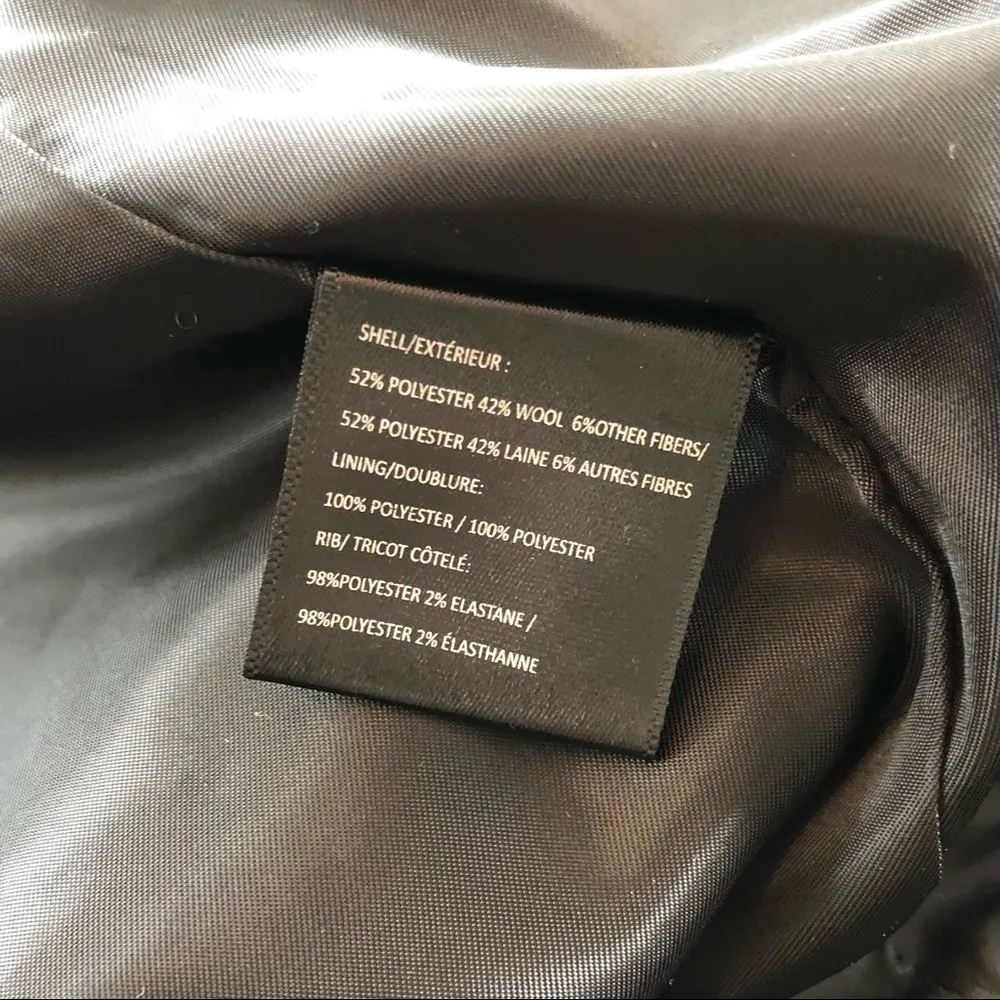 SHELL/EXTÉRIEUR :
52% POLYESTER 42% WOOL 6%OTHER FIBERS/
52% POLYESTER 42% LAINE 6% AUTRES FIBRES
LINING/DOUBLURE:
100% POLYESTER / 100% POLYESTER
RIB/ TRICOT CÔTELÉ:
98%POLYESTER 2% ELASTANE /
98%POLYESTER 2% ÉLASTHANNE